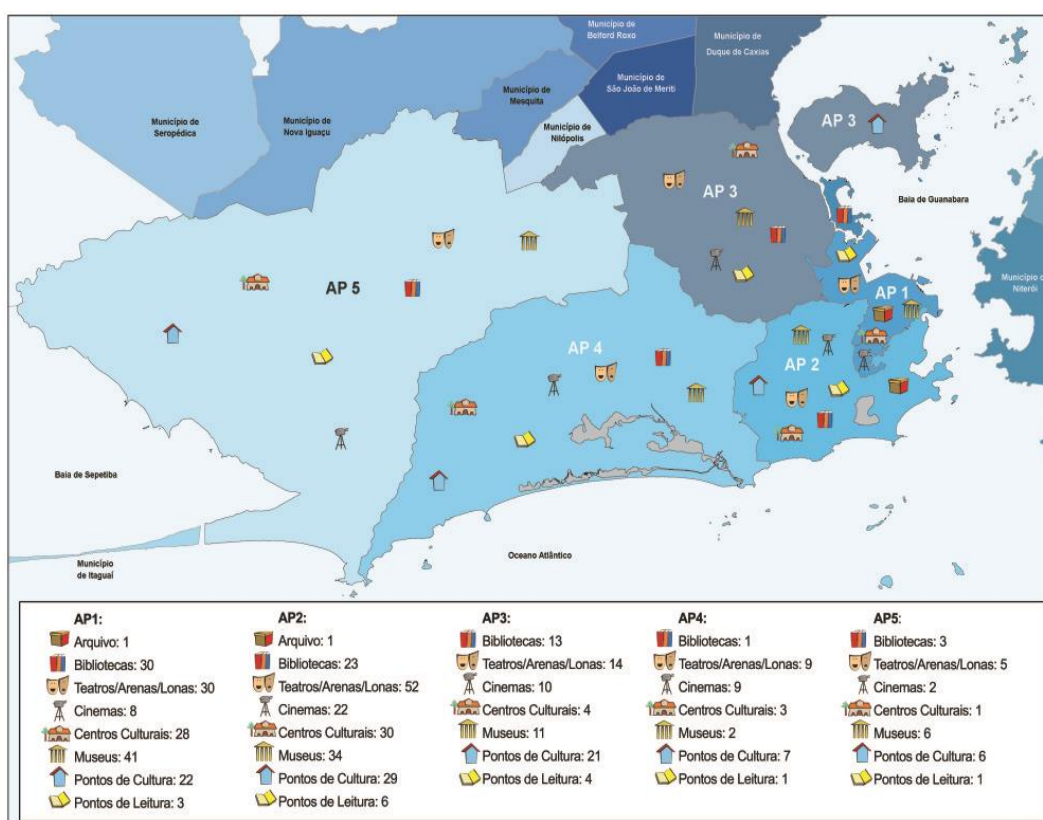 Município de
Belford Roxo
Município de
Duque de Caxias
Município de
São João de Meriti
Município de
Mesquita
Município de
Seropédica
Município de
Nova Iguaçu
Município de
Nilópolis
AP 3
AP 3
Baia de Guanabara
Município de
Niterói
AP 5
AP 1
AP 4
AP 2
Baia de Sepetiba
Oceano Atlântico
Município
de Itaguaí
AP1:
Arquivo: 1
Bibliotecas: 30
Teatros/Arenas/Lonas: 30
Cinemas: 8
Centros Culturais: 28
Museus: 41
Pontos de Cultura: 22
Pontos de Leitura: 3
AP2:
Arquivo: 1
Bibliotecas: 23
Teatros/Arenas/Lonas: 52
Cinemas: 22
Centros Culturais: 30
Museus: 34
Pontos de Cultura: 29
Pontos de Leitura: 6
AP3:
Bibliotecas: 13
Teatros/Arenas/Lonas: 14
Cinemas: 10
Centros Culturais: 4
Museus: 11
Pontos de Cultura: 21
Pontos de Leitura: 4
AP4:
Bibliotecas: 1
Teatros/Arenas/Lonas: 9
Cinemas: 9
Centros Culturais: 3
Museus: 2
Pontos de Cultura: 7
Pontos de Leitura: 1
AP5:
Bibliotecas: 3
Teatros/Arenas/Lonas: 5
Cinemas: 2
Centros Culturais: 1
Museus: 6
Pontos de Cultura: 6
Pontos de Leitura: 1